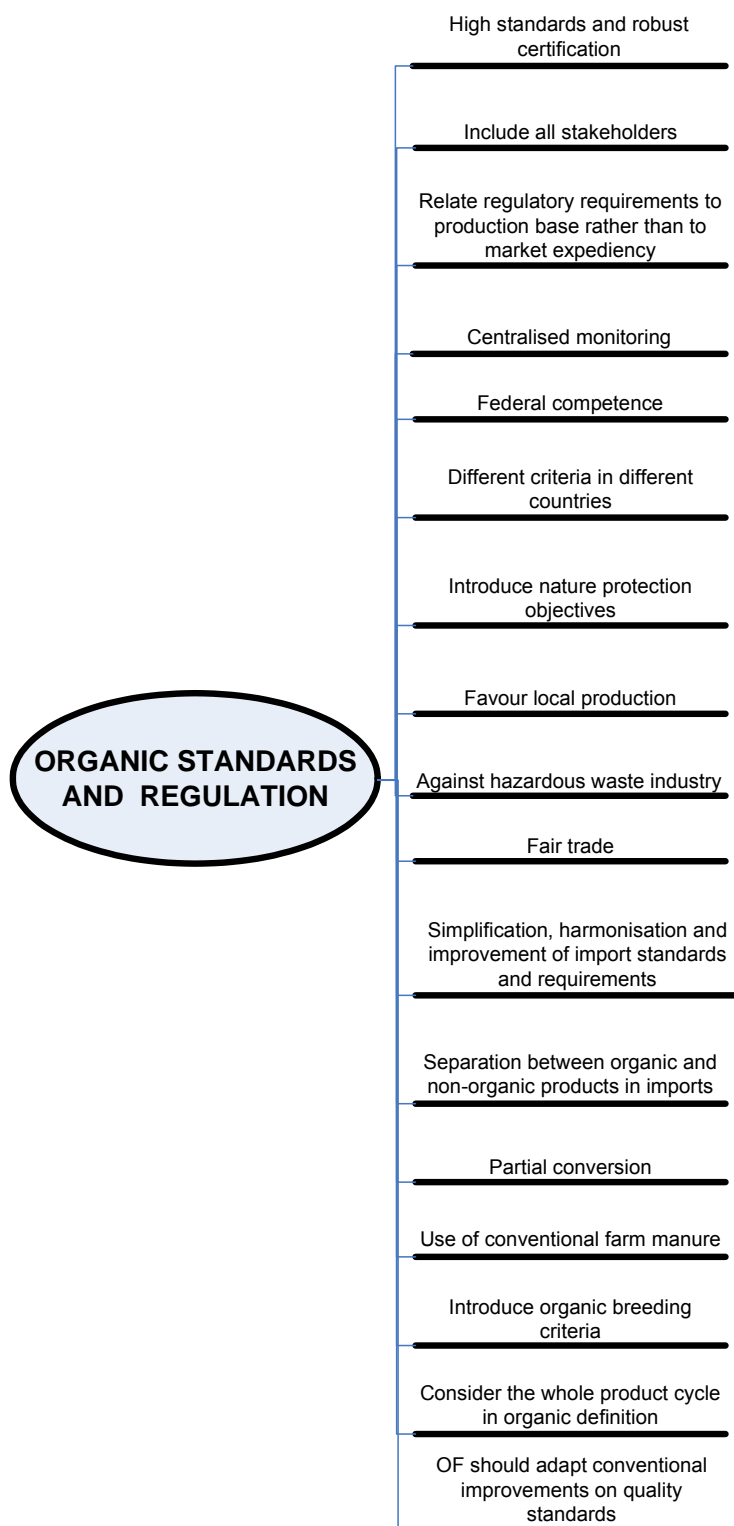 High standards and robust
certification
Include all stakeholders
Relate regulatory requirements to
production base rather than to
market expediency
Centralised monitoring
Federal competence
Different criteria in different
countries
Introduce nature protection
objectives
Favour local production
ORGANIC STANDARDS
AND REGULATION
Against hazardous waste industry
Fair trade
Simplification, harmonisation and
improvement of import standards
and requirements
Separation between organic and
non-organic products in imports
Partial conversion
Use of conventional farm manure
Introduce organic breeding
criteria
Consider the whole product cycle
in organic definition
OF should adapt conventional
improvements on quality
standards